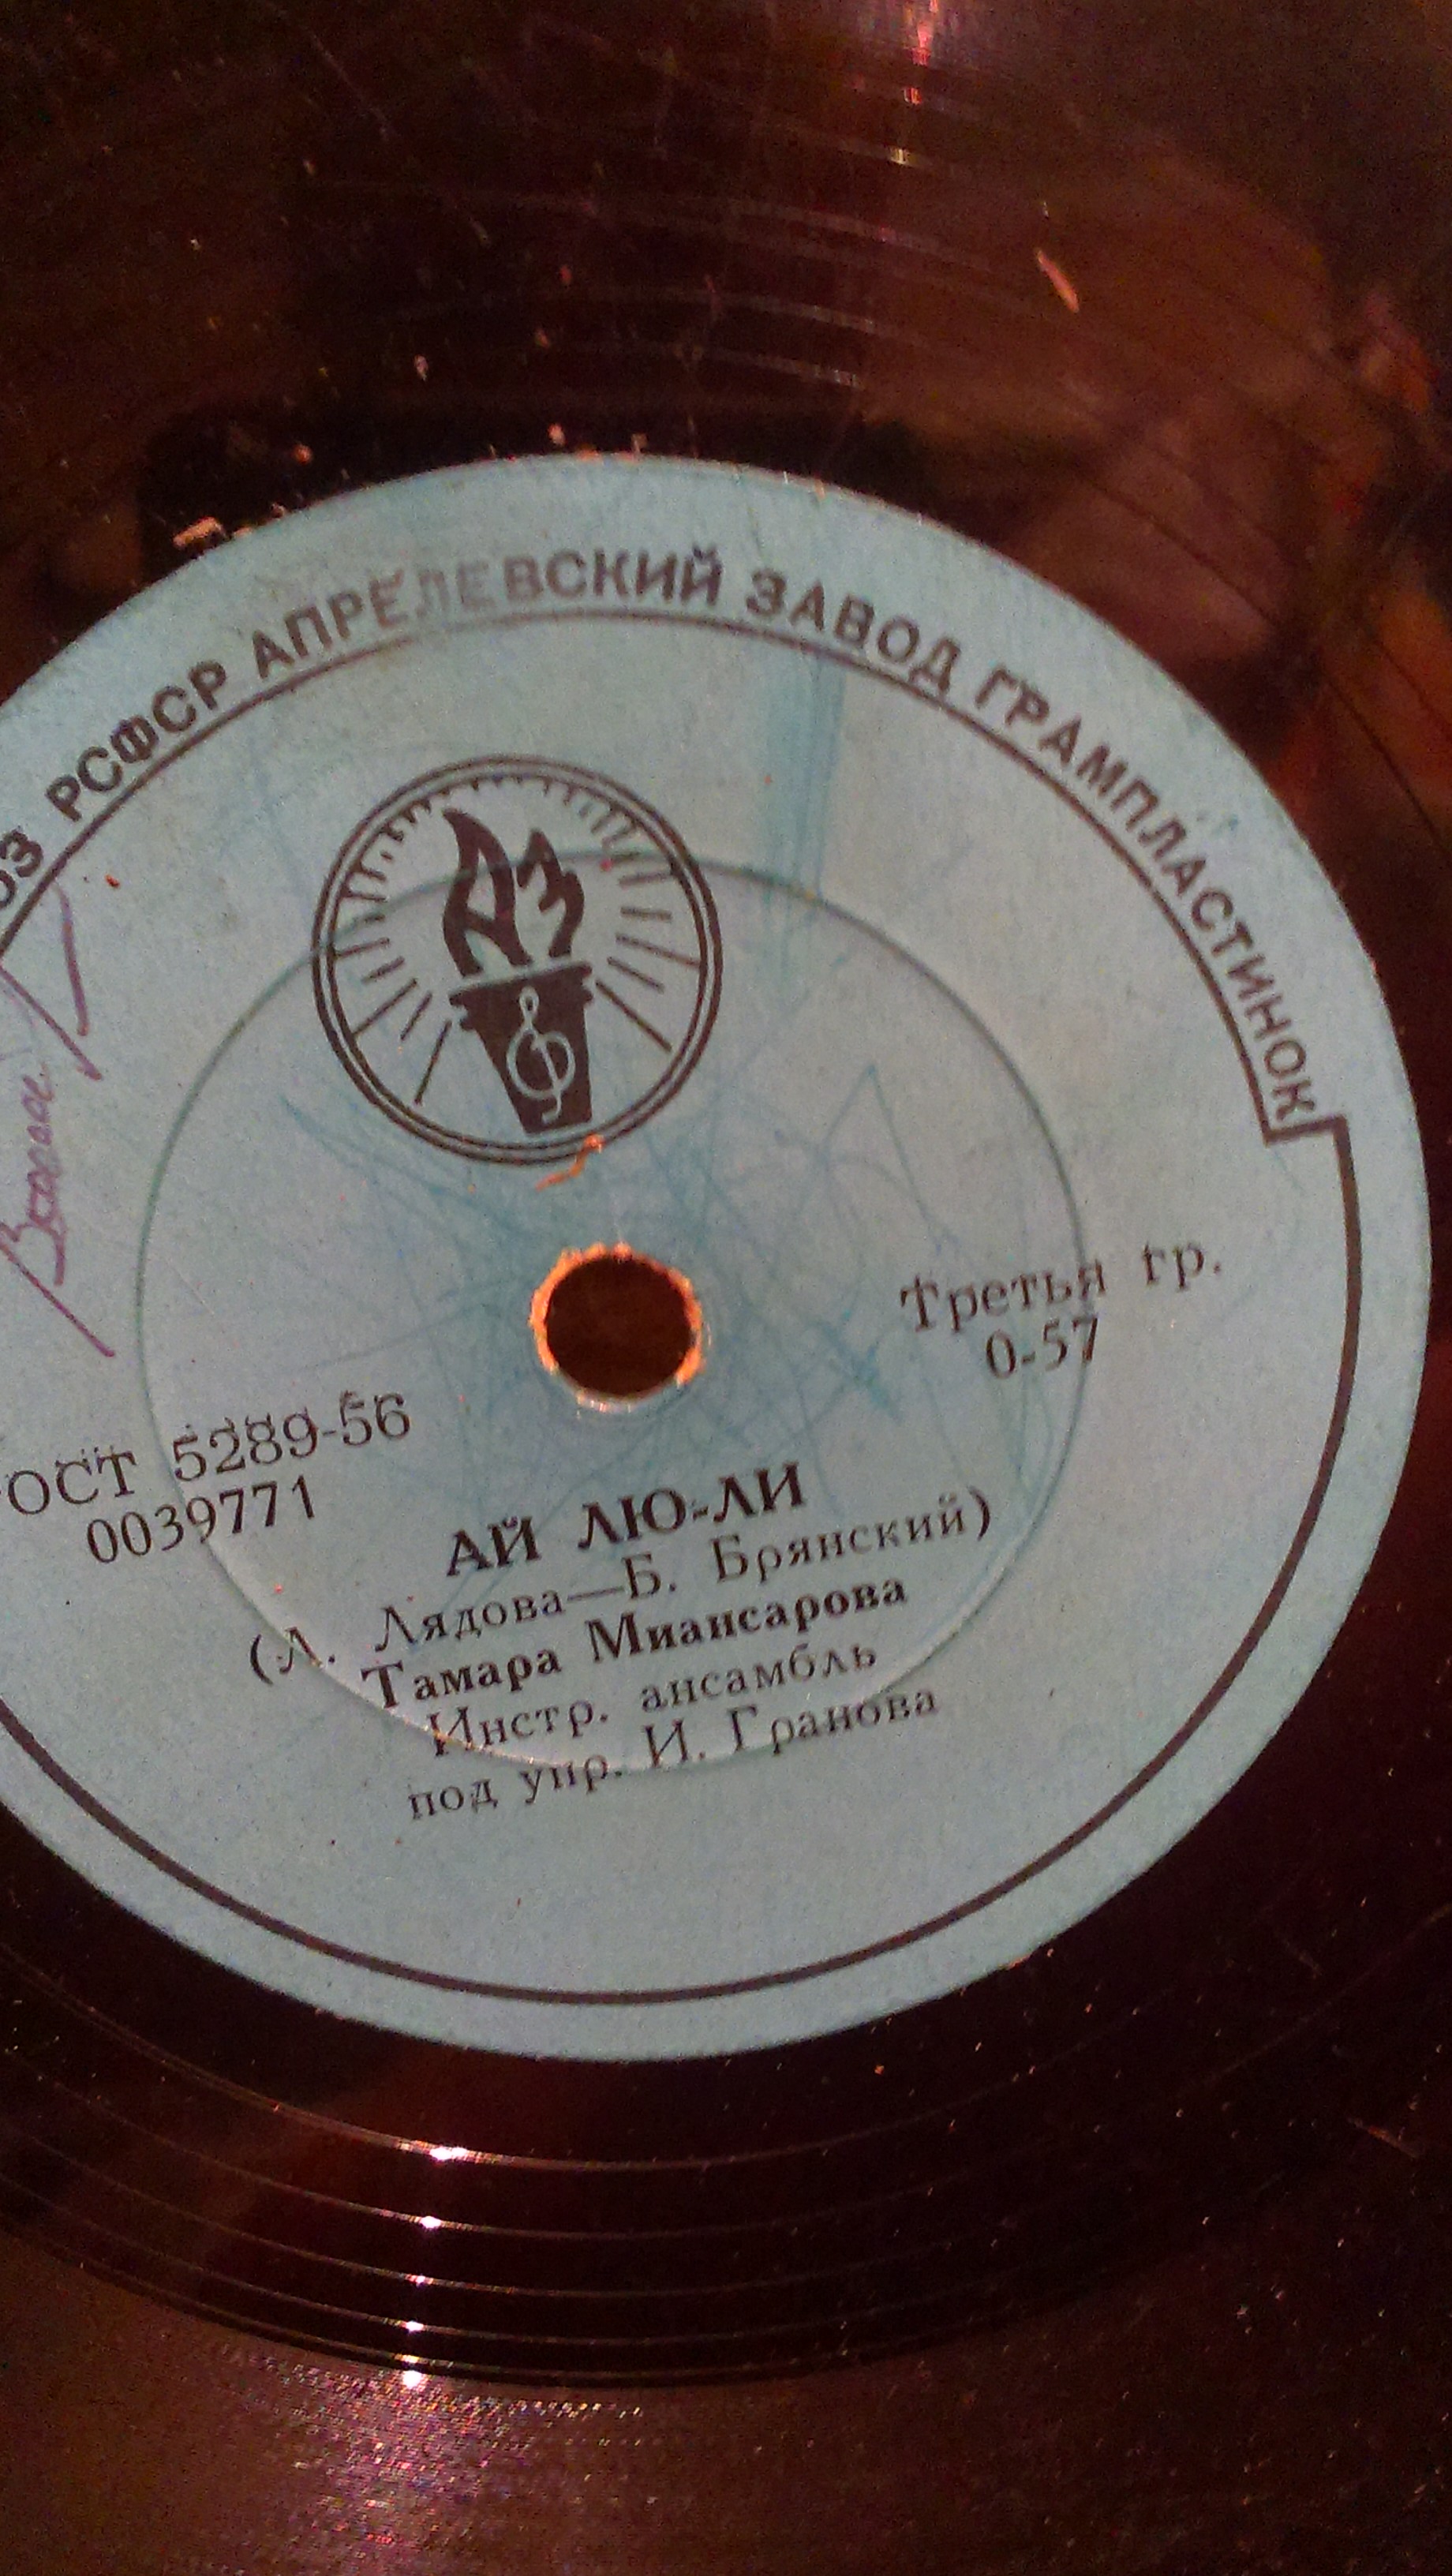 РСФСР АПРЕЛЕВСКИЙ ЗАВОД ГРАМПЛАСТИНОК
АЗ
Третья гр.
0-57
ОСТ 5289-56
0039771
АЙ ЛЮ-ЛИ
(Л. Лядова—Б. Брянский)
Тамара Миансарова
Инстр. ансамбль
под упр. И. Гранова